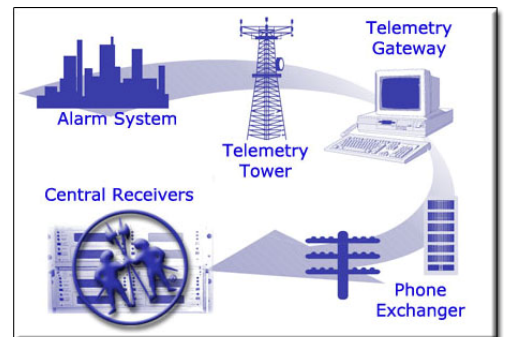 Telemetry
Gateway
Alarm System
Telemetry
Tower
Central Receivers
Phone
Exchanger